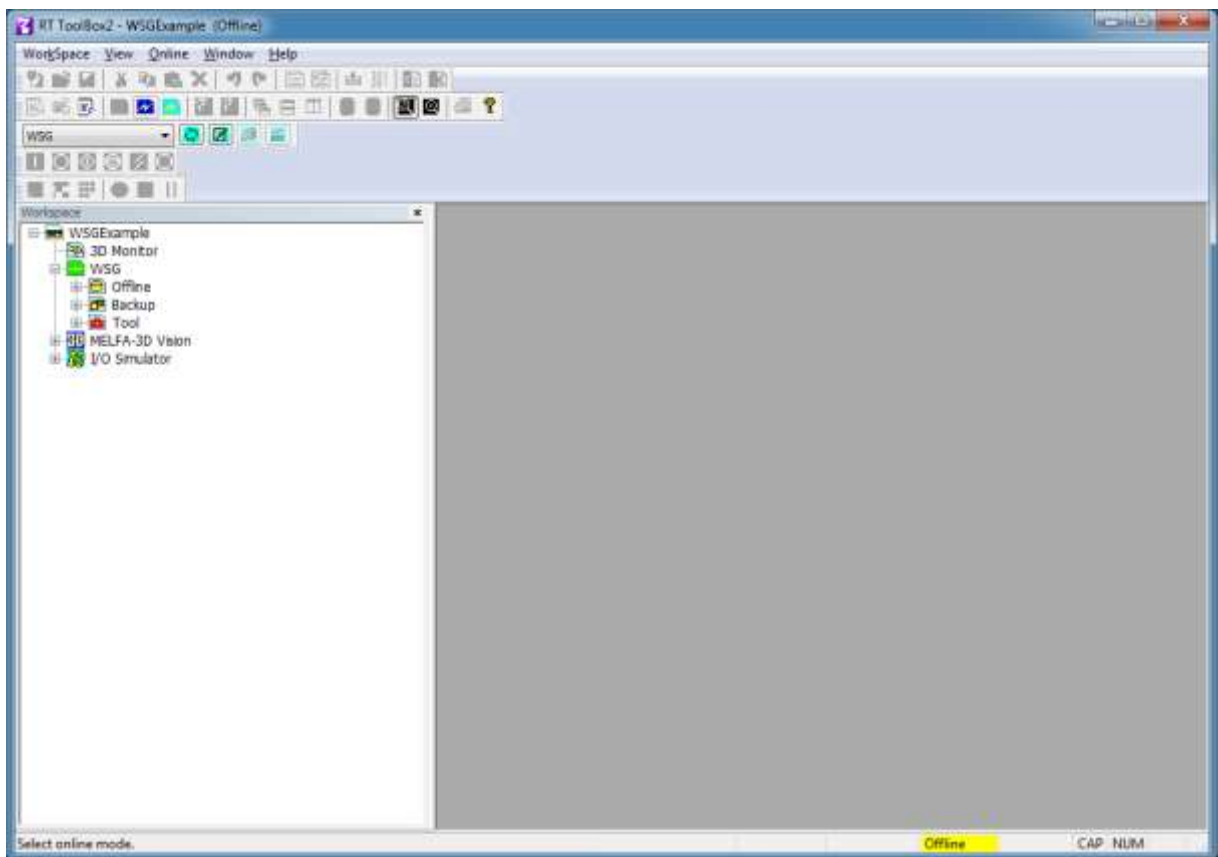 RT ToolBox2 - WSGExample (Offline)
WorkSpace View Online Window Help
WSG
Workspace
WSGExample
3D Monitor
WSG
Offline
Backup
Tool
MELFA-3D Vision
I/O Simulator
Select online mode.
Offline
CAP NUM